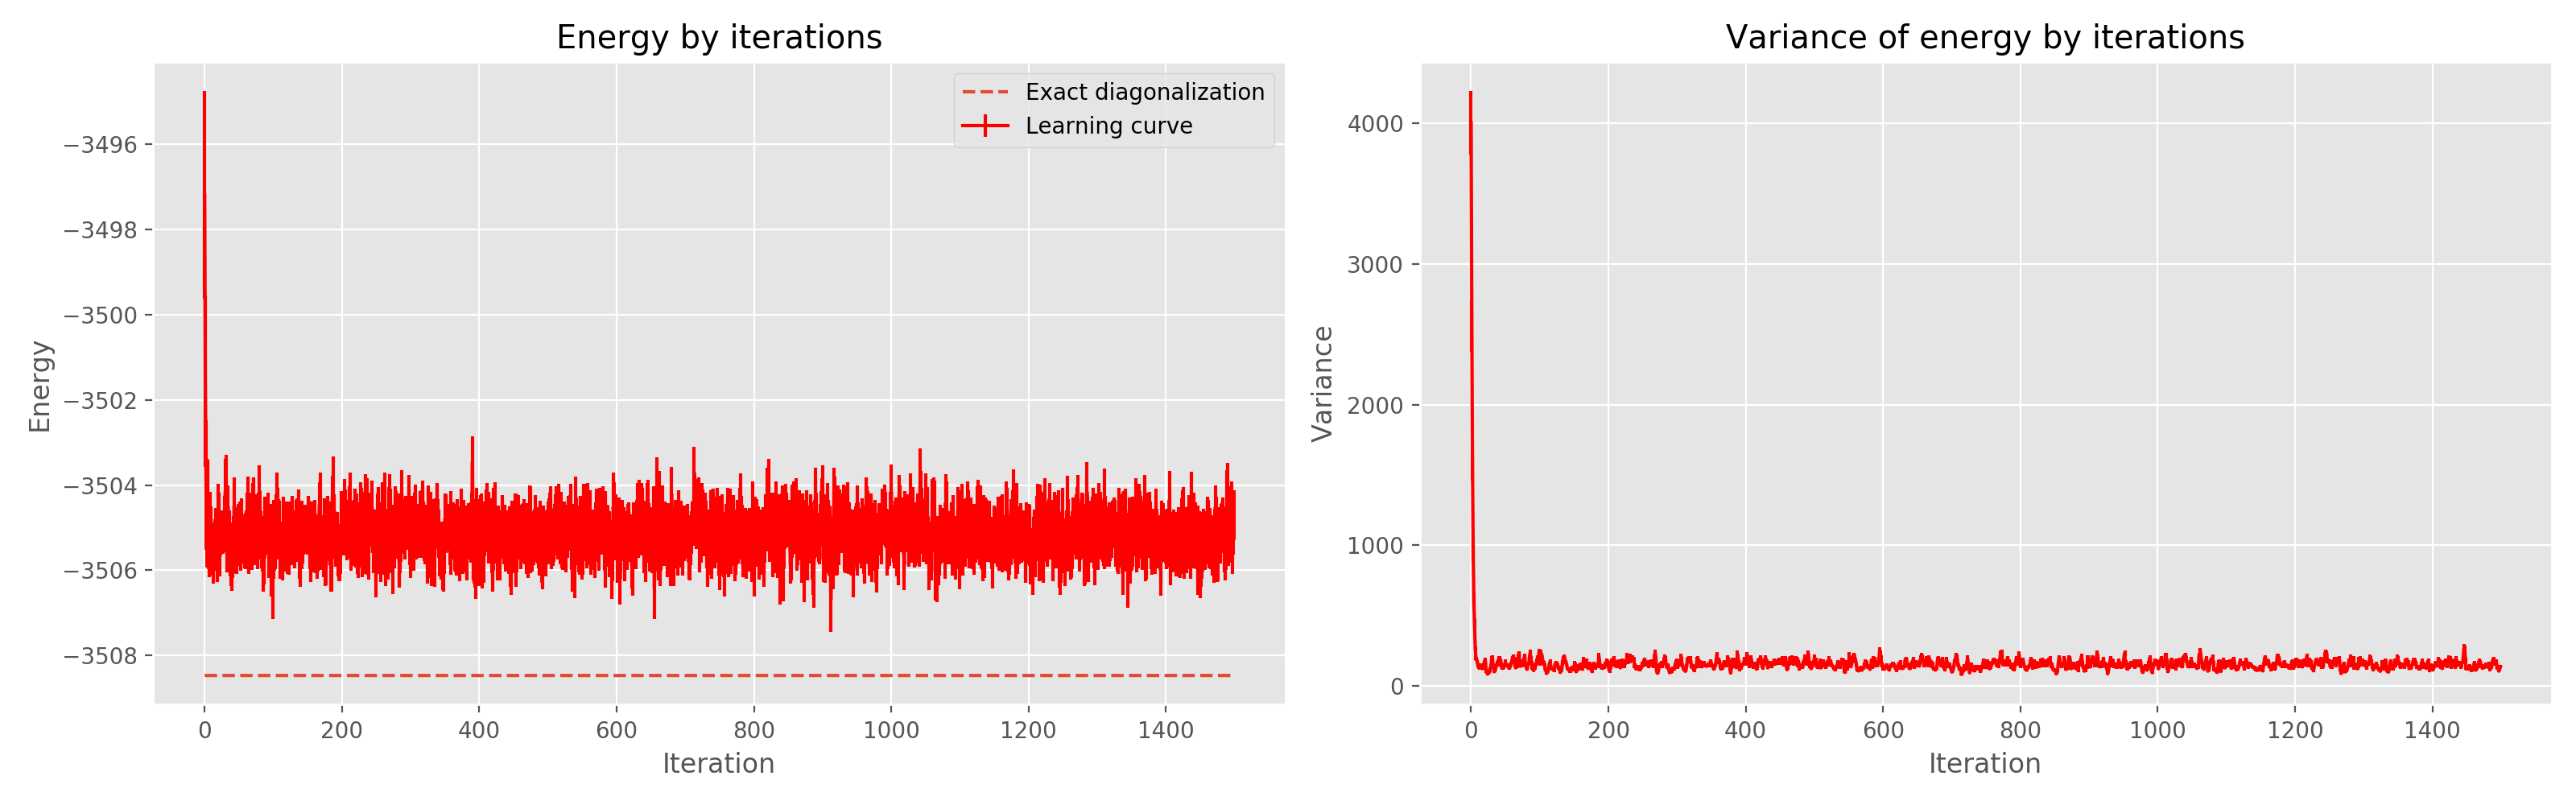 Energy by iterations
Exact diagonalization
Learning curve
−3496
−3498
−3500
−3502
−3504
−3506
−3508
Energy
0 200 400 600 800 1000 1200 1400
Iteration
Variance of energy by iterations
4000
3000
2000
1000
0
Variance
0 200 400 600 800 1000 1200 1400
Iteration